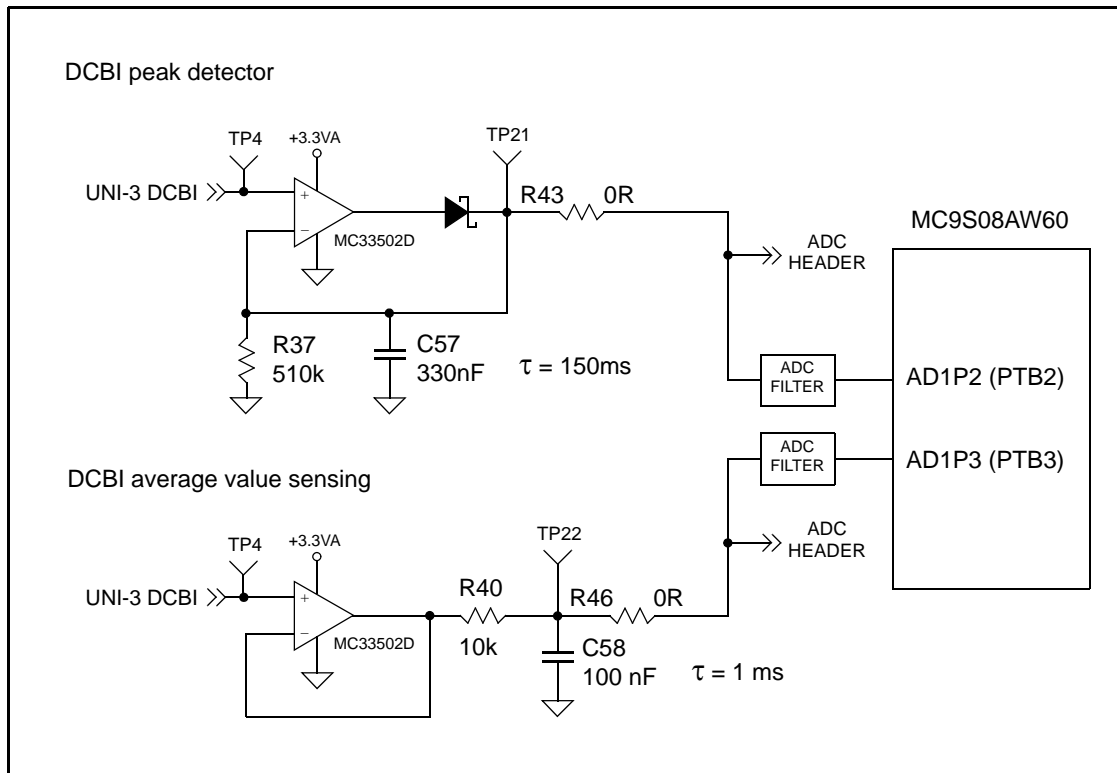 DCBI peak detector
TP4
+3.3VA
TP21
UNI-3 DCBI
+
−
MC33502D
R43 0R
ADC
HEADER
MC9S08AW60
R37
510k
C57
330nF
τ = 150ms
ADC
FILTER
AD1P2 (PTB2)
ADC
FILTER
AD1P3 (PTB3)
DCBI average value sensing
TP4
+3.3VA
TP22
ADC
HEADER
UNI-3 DCBI
+
−
MC33502D
R40
10k
R46 0R
C58
100 nF
τ = 1 ms